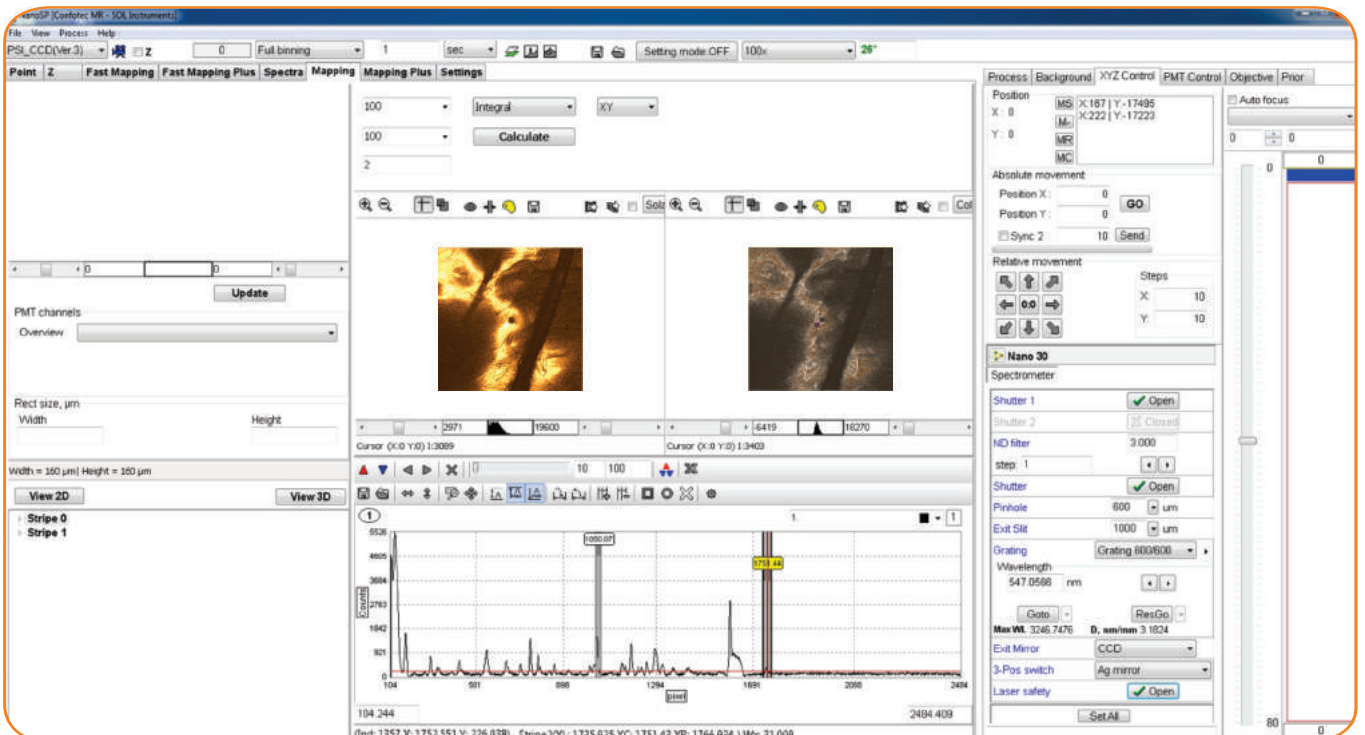 NanoSP [Confotec MR - SOL Instruments]
File View Process Help
PSI_CCD(Ver.3) Z 0 Full binning 1 sec Setting mode OFF 100x 26°
Point Z Fast Mapping Fast Mapping Plus Spectra Mapping Mapping Plus Settings
Process Background XYZ Control PMT Control Objective Prior
100 Integral XY
100 Calculate
2
Position
X : 0
Y : 0
MS
M-
MR
MC
X:167 | Y:-17495
X:222 | Y:-17223
Auto focus
0 0
0 0
Absolute movement
Position X : 0
Position Y : 0
GO
Sync 2 10 Send
0 0
Update
PMT channels
Overview
Rect size, µm
Width Height
Width = 160 µm| Height = 160 µm
View 2D View 3D
Stripe 0
Stripe 1
2971 19600
-6419 18270
Cursor (X:0 Y:0) I:3089
Cursor (X:0 Y:0) I:3403
0 10 100
1 1. 1
5526
4605
3684
2763
1842
921
0
Counts
1751.44
104 501 898 1294 1691 2088 2484
pixel
104.244 2484.409
Relative movement
0:0
Steps
X: 10
Y: 10
Nano 30
Spectrometer
Shutter 1 Open
Shutter 2 Closed
ND filter 3.000
step: 1
Shutter Open
Pinhole 600 um
Exit Slit 1000 um
Grating Grating 600/600
Wavelength
547.0566 nm
Goto - ResGo -
Max WL 3246.7476 D, nm/mm 3.1824
Exit Mirror CCD
3-Pos switch Ag mirror
Laser safety Open
Set All
80 0